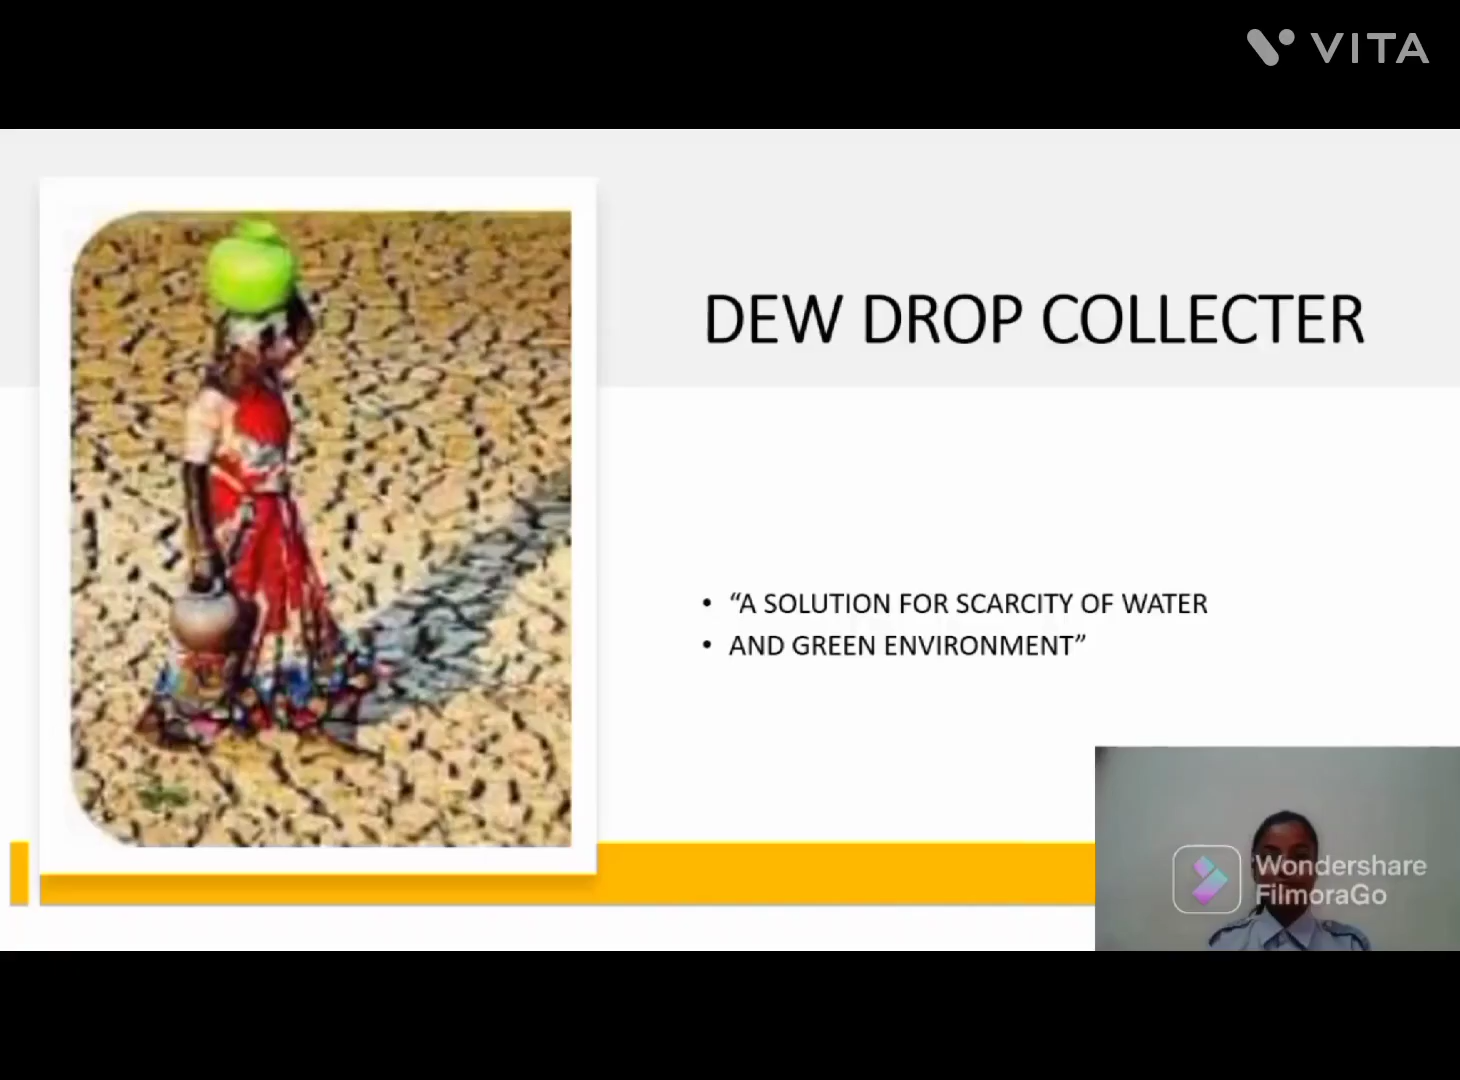 VITA
DEW DROP COLLECTER
• “A SOLUTION FOR SCARCITY OF WATER
• AND GREEN ENVIRONMENT”
Wondershare
FilmoraGo